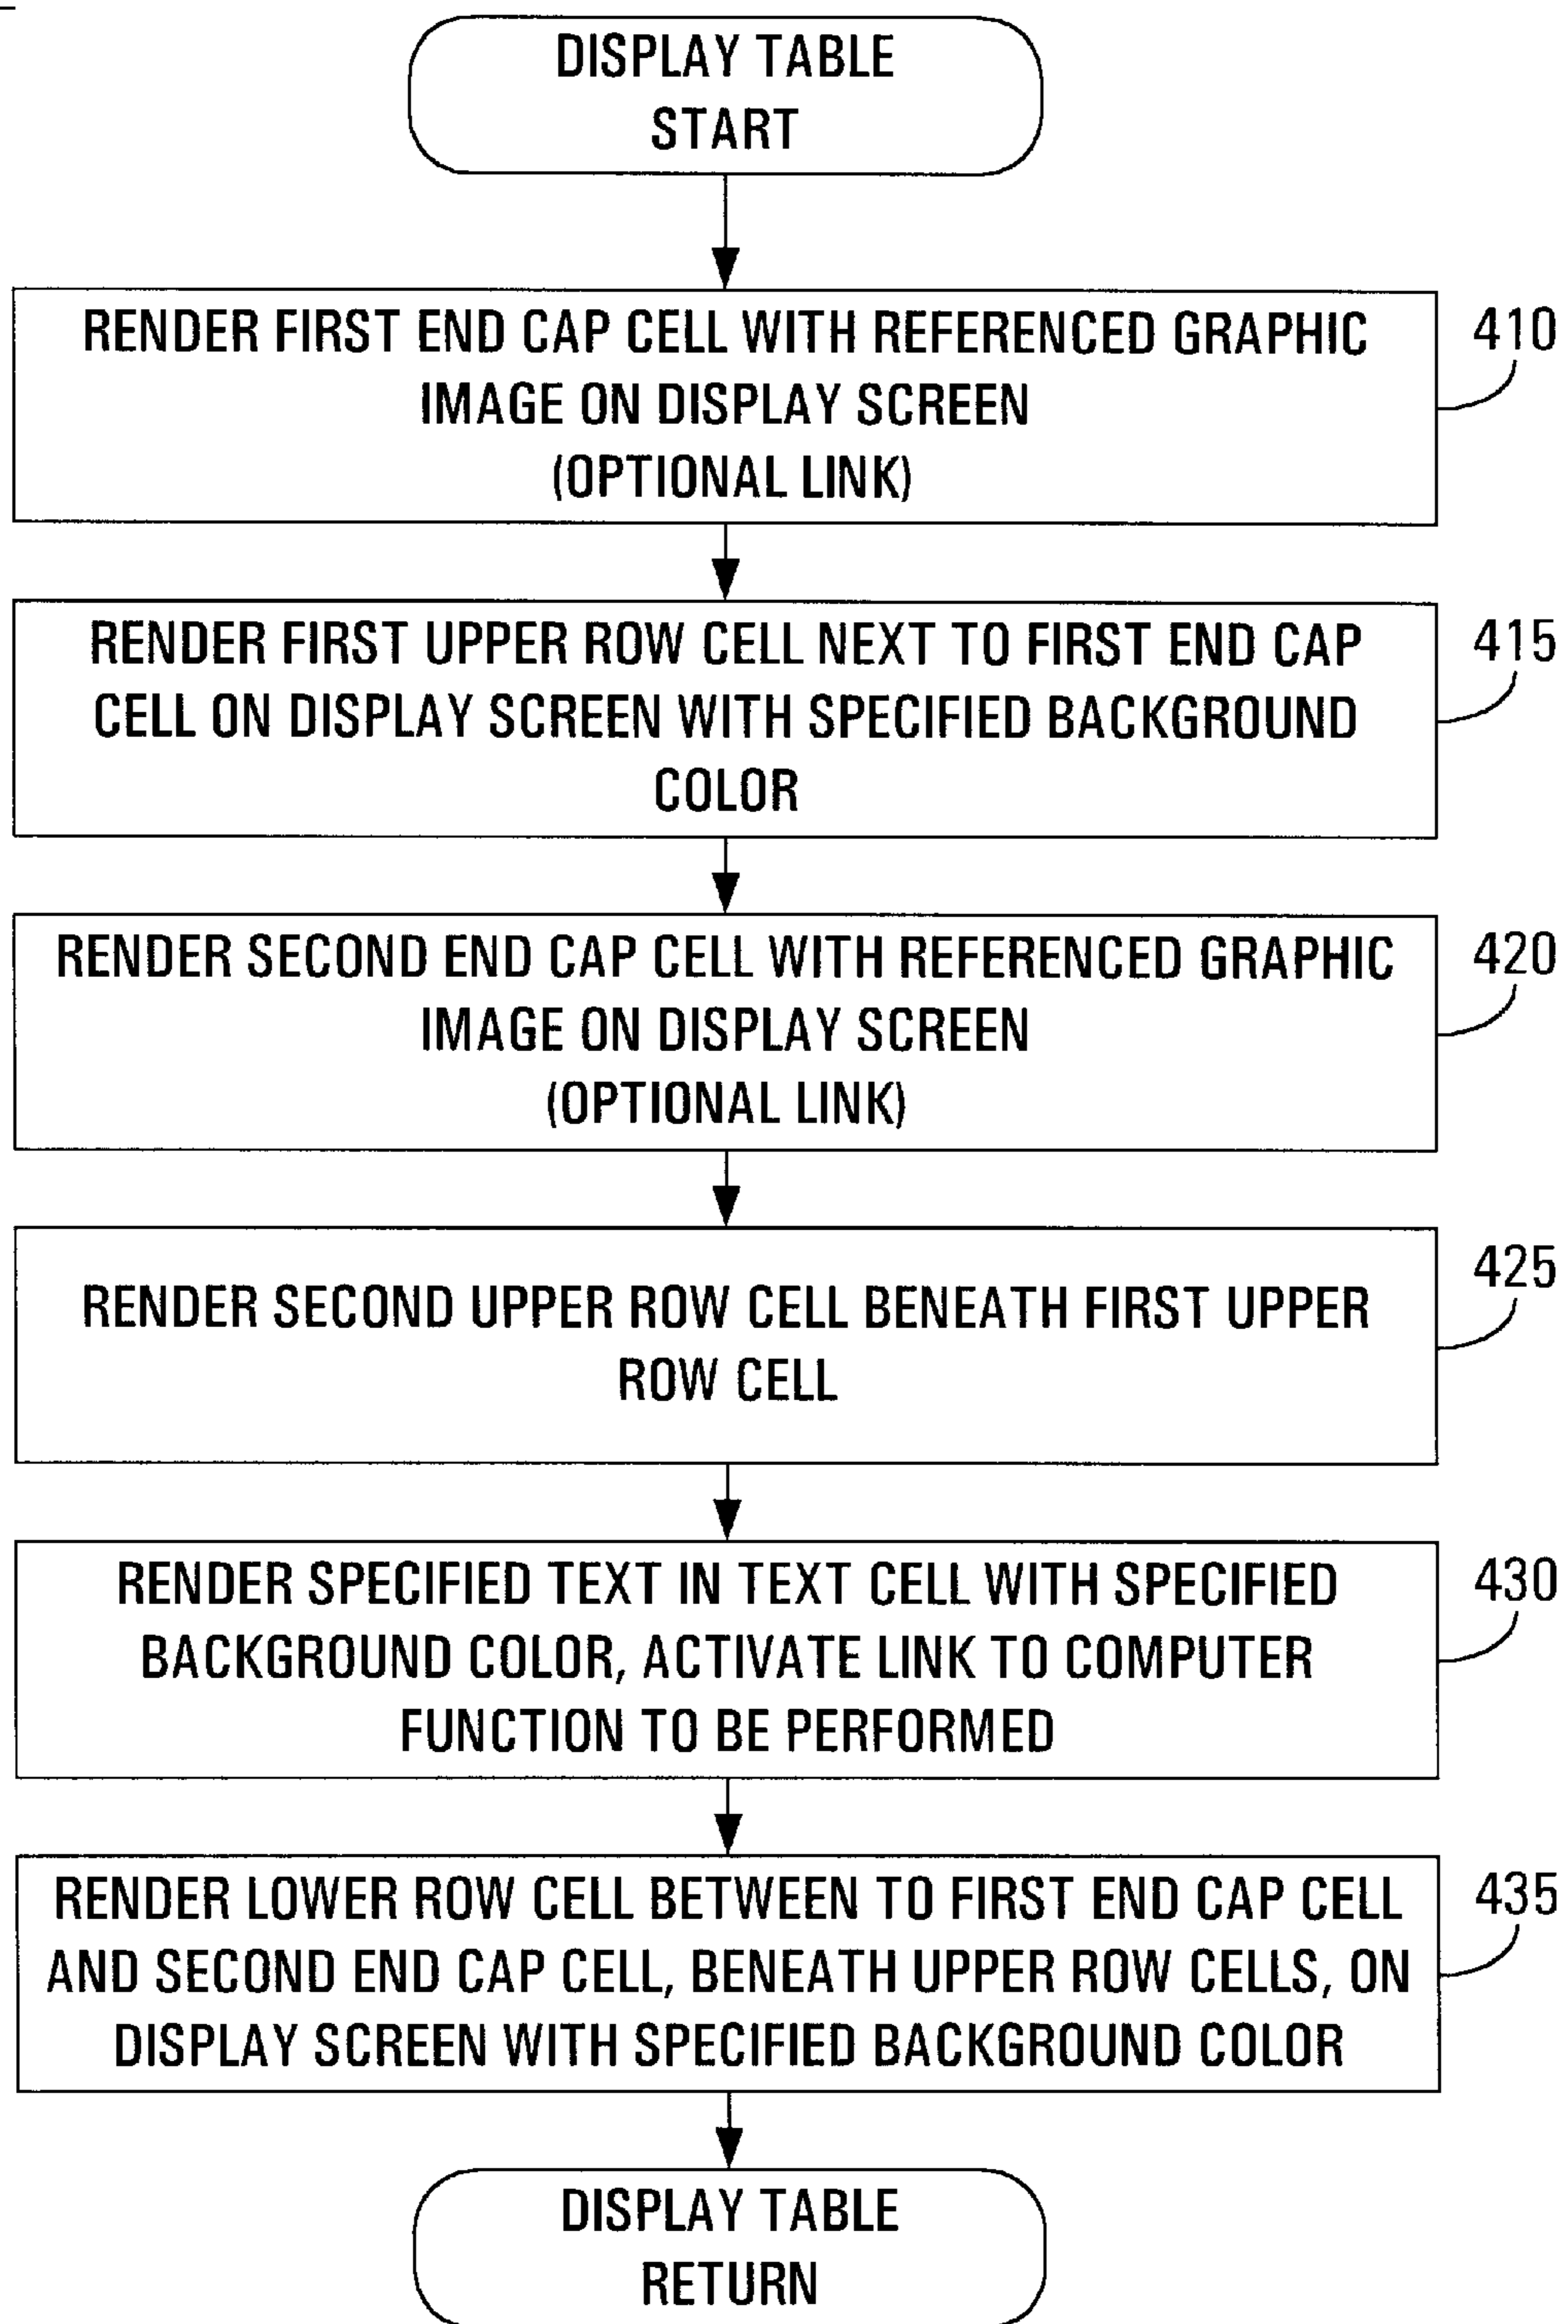 DISPLAY TABLE
START
RENDER FIRST END CAP CELL WITH REFERENCED GRAPHIC
IMAGE ON DISPLAY SCREEN
(OPTIONAL LINK)
410
RENDER FIRST UPPER ROW CELL NEXT TO FIRST END CAP
CELL ON DISPLAY SCREEN WITH SPECIFIED BACKGROUND
COLOR
415
RENDER SECOND END CAP CELL WITH REFERENCED GRAPHIC
IMAGE ON DISPLAY SCREEN
(OPTIONAL LINK)
420
RENDER SECOND UPPER ROW CELL BENEATH FIRST UPPER
ROW CELL
425
RENDER SPECIFIED TEXT IN TEXT CELL WITH SPECIFIED
BACKGROUND COLOR, ACTIVATE LINK TO COMPUTER
FUNCTION TO BE PERFORMED
430
RENDER LOWER ROW CELL BETWEEN TO FIRST END CAP CELL
AND SECOND END CAP CELL, BENEATH UPPER ROW CELLS, ON
DISPLAY SCREEN WITH SPECIFIED BACKGROUND COLOR
435
DISPLAY TABLE
RETURN